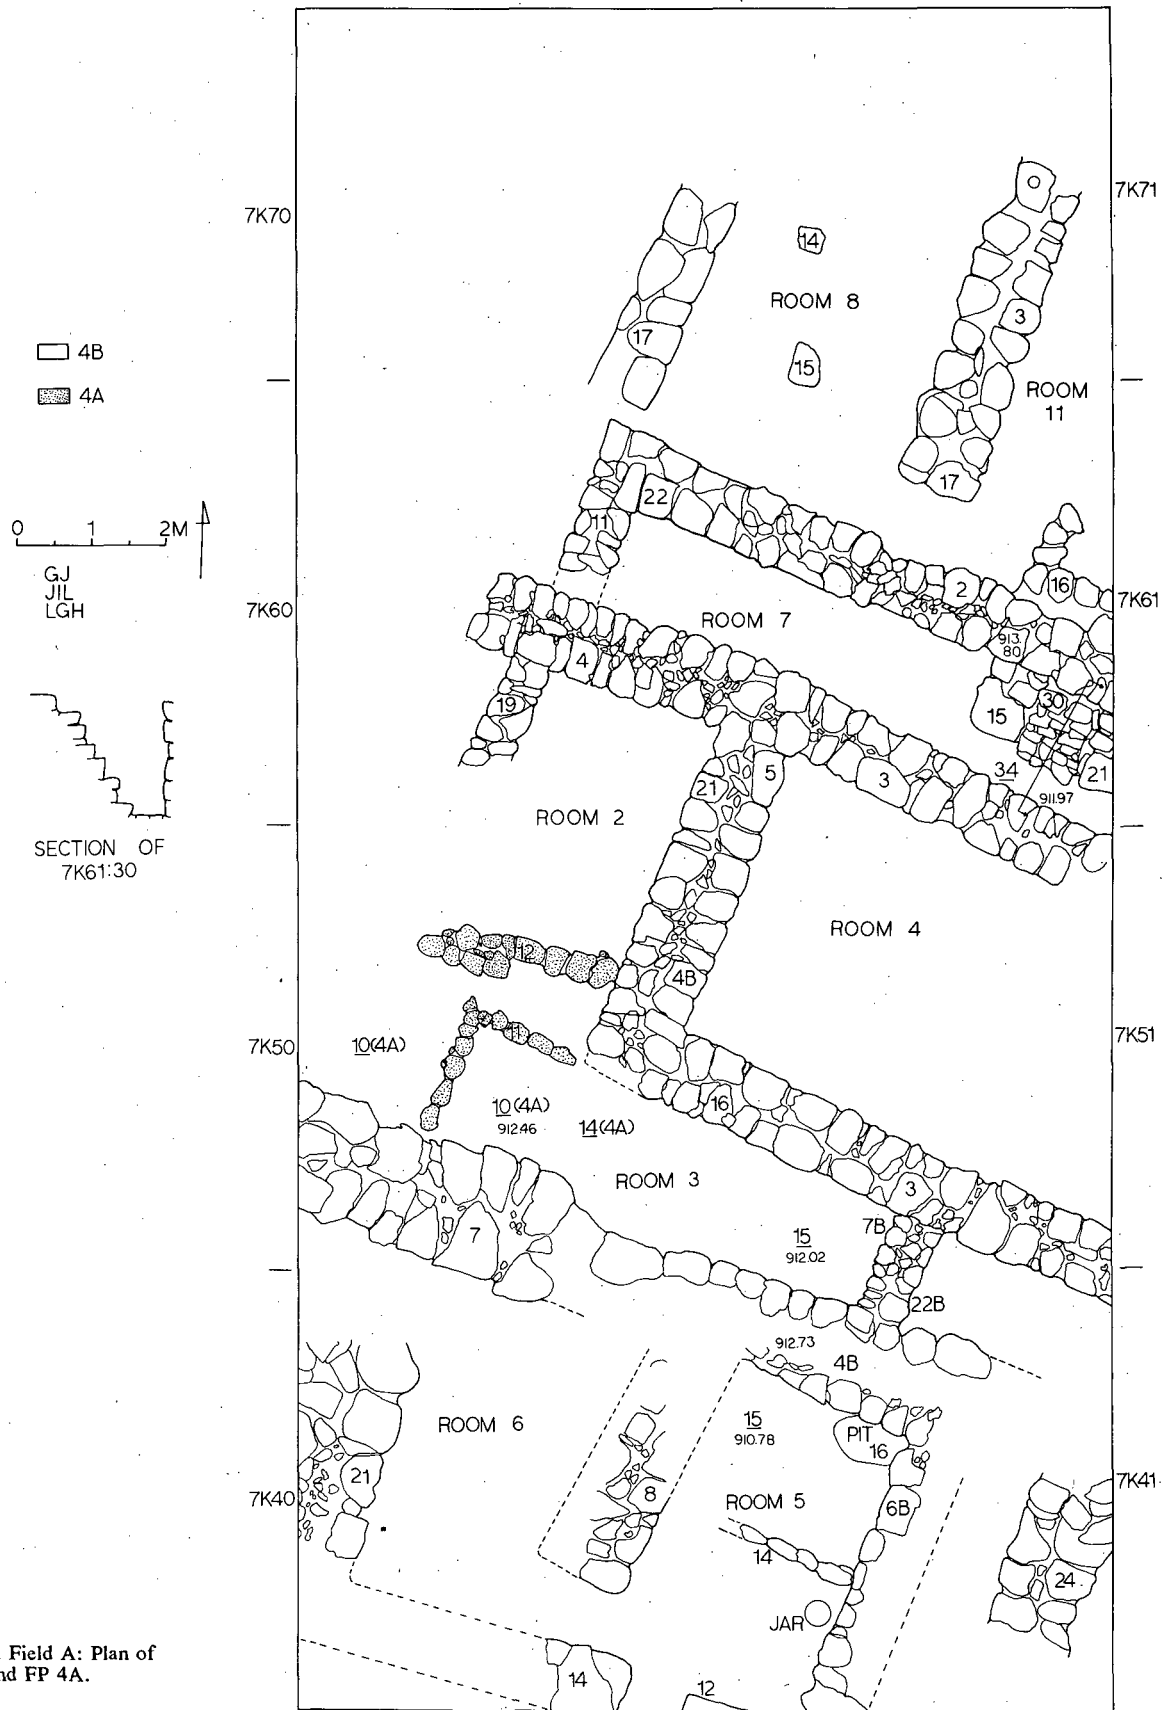 7K70
7K71
14
ROOM 8
17
15
3
ROOM
11
17
4B
4A
0 1 2M
GJ
JIL
LGH
22
11
2
16
7K60
7K61
ROOM 7
913.
80
4
19
15
30
21
5
3
34
911.97
21
ROOM 2
SECTION OF
7K61:30
ROOM 4
12
4B
7K50
10(4A)
11
7K51
10(4A)
912.46
14(4A)
16
ROOM 3
3
7
15
912.02
7B
22B
912.73
4B
ROOM 6
15
910.78
PIT
16
21
8
7K40
7K41
ROOM 5
6B
14
24
JAR
Field A: Plan of
nd FP 4A.
14
12